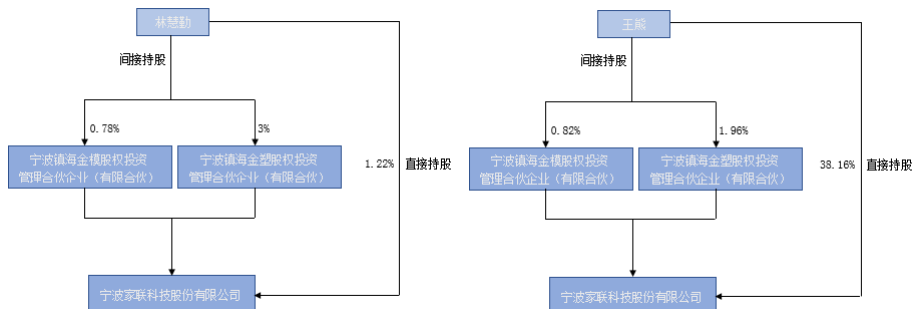 林慧勤
间接持股
0.78%
3%
宁波镇海金模股权投资
管理合伙企业（有限合伙）
宁波镇海金塑股权投资
管理合伙企业（有限合伙）
1.22%
直接持股
宁波家联科技股份有限公司
王熊
间接持股
0.82%
1.96%
宁波镇海金模股权投资
管理合伙企业（有限合伙）
宁波镇海金塑股权投资
管理合伙企业（有限合伙）
38.16%
直接持股
宁波家联科技股份有限公司